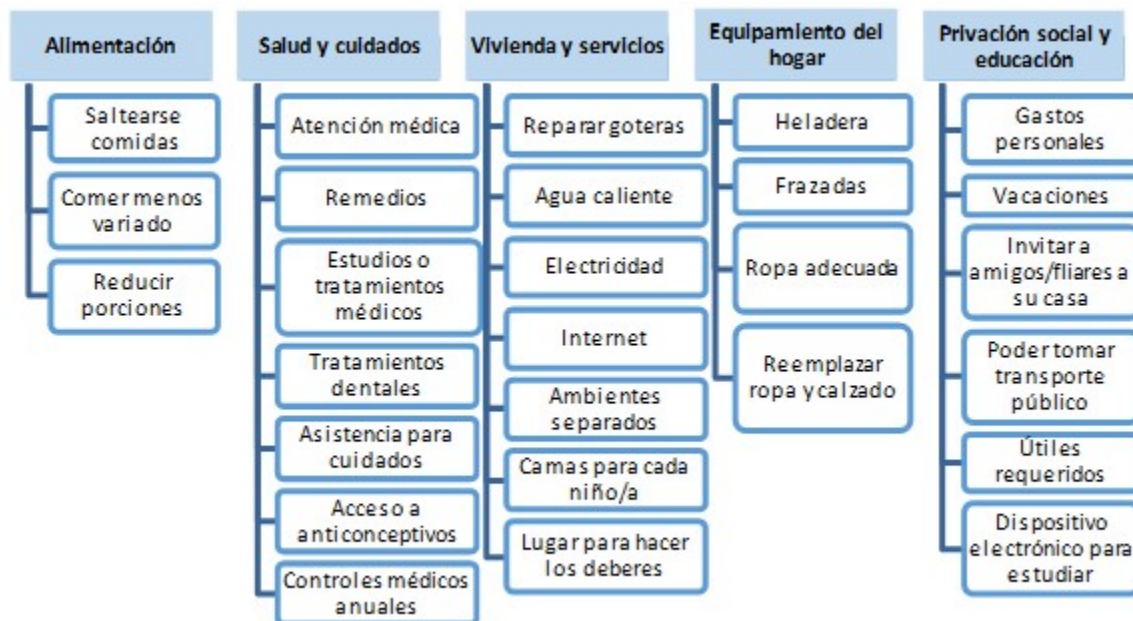 Alimentación
Saltearse
comidas
Comer menos
variado
Reducir
porciones
Salud y cuidados
Atención médica
Remedios
Estudios o
tratamientos
médicos
Tratamientos
dentales
Asistencia para
cuidados
Acceso a
anticonceptivos
Controles médicos
anuales
Vivienda y servicios
Reparar goteras
Agua caliente
Electricidad
Internet
Ambientes
separados
Camas para cada
niño/a
Lugar para hacer
los deberes
Equipamiento del
hogar
Heladera
Frazadas
Ropa adecuada
Reemplazar
ropa y calzado
Privación social y
educación
Gastos
personales
Vacaciones
Invitar a
amigos/fliares a
su casa
Poder tomar
transporte
público
Útiles
requeridos
Dispositivo
electrónico para
estudiar